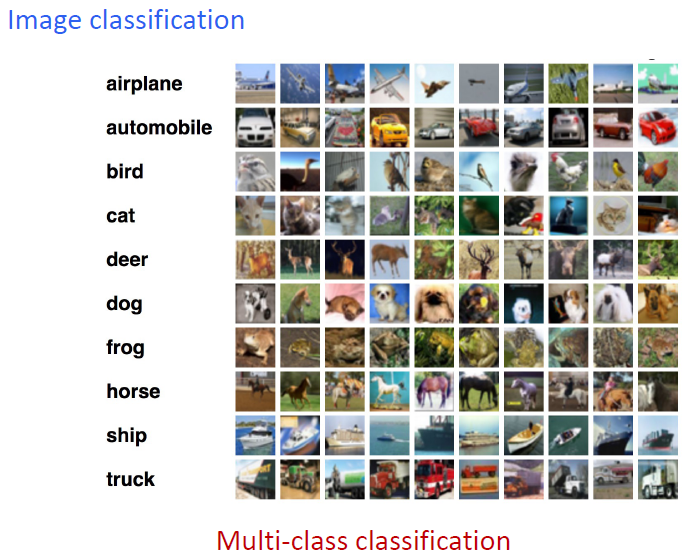 Image classification
airplane
automobile
bird
cat
deer
dog
frog
horse
ship
truck
Multi-class classification